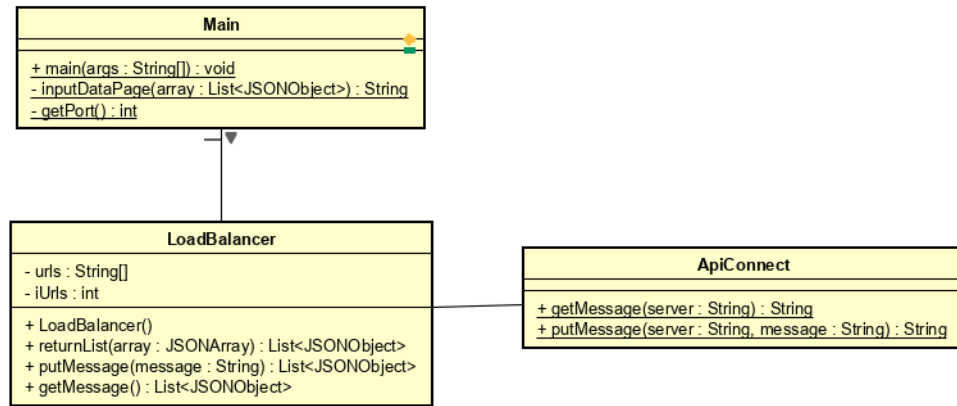 Main
+ main(args : String[]) : void
- inputDataPage(array : List<JSONObject>) : String
- getPort() : int
LoadBalancer
- urls : String[]
- iUrls : int
+ LoadBalancer()
+ returnList(array : JSONArray) : List<JSONObject>
+ putMessage(message : String) : List<JSONObject>
+ getMessage() : List<JSONObject>
ApiConnect
+ getMessage(server : String) : String
+ putMessage(server : String, message : String) : String